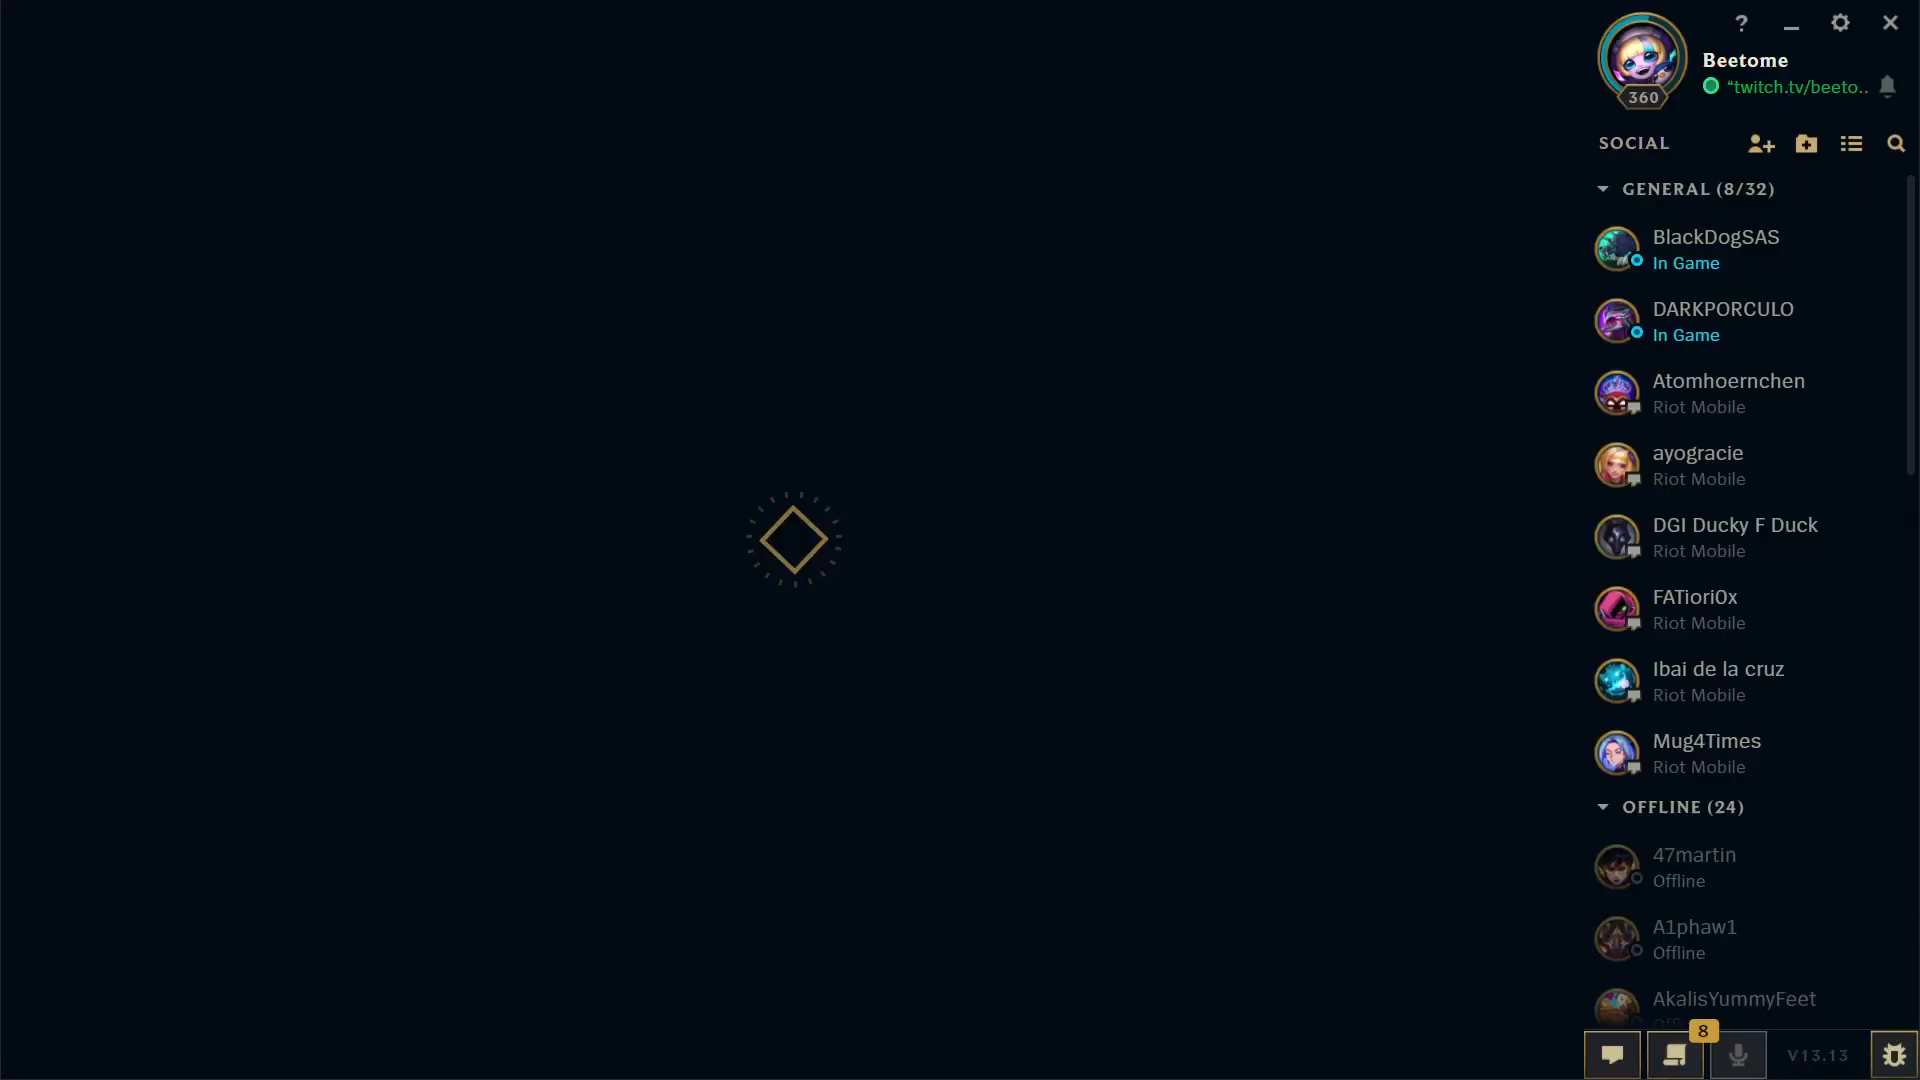 ?
Beetome
360
"twitch.tv/beeto..
SOCIAL
GENERAL (8/32)
BlackDogSAS
In Game
DARKPORCULO
In Game
Atomhoernchen
Riot Mobile
ayogracie
Riot Mobile
DGI Ducky F Duck
Riot Mobile
FATiori0x
Riot Mobile
Ibai de la cruz
Riot Mobile
Mug4Times
Riot Mobile
OFFLINE (24)
47martin
Offline
A1phaw1
Offline
AkalisYummyFeet
8
V13.13